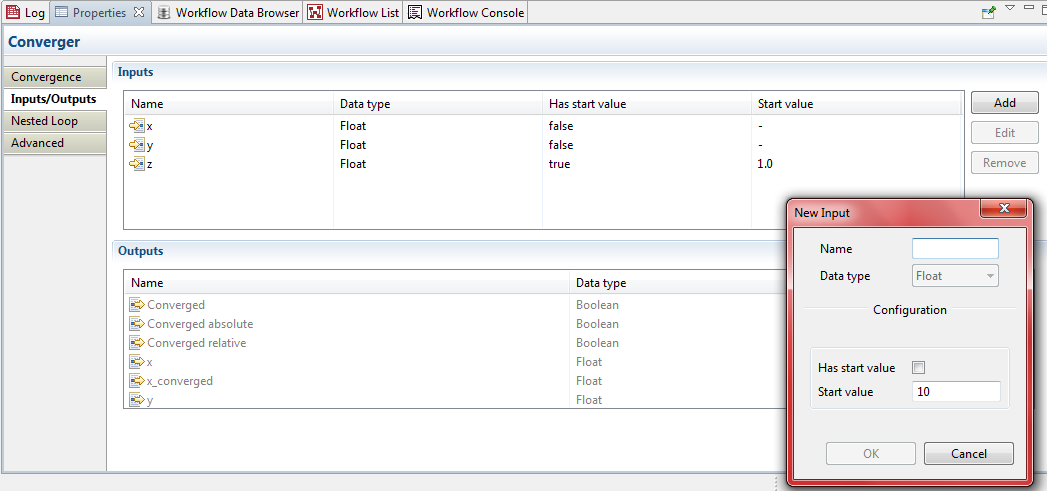 Log Properties Workflow Data Browser Workflow List Workflow Console
Converger
Convergence
Inputs/Outputs
Nested Loop
Advanced
Inputs
Name Data type Has start value Start value
x Float false -
y Float false -
z Float true 1.0
Add
Edit
Remove
Outputs
Name Data type
Converged Boolean
Converged absolute Boolean
Converged relative Boolean
x Float
x_converged Float
y Float
New Input
Name
Data type Float
Configuration
Has start value
Start value 10
OK Cancel